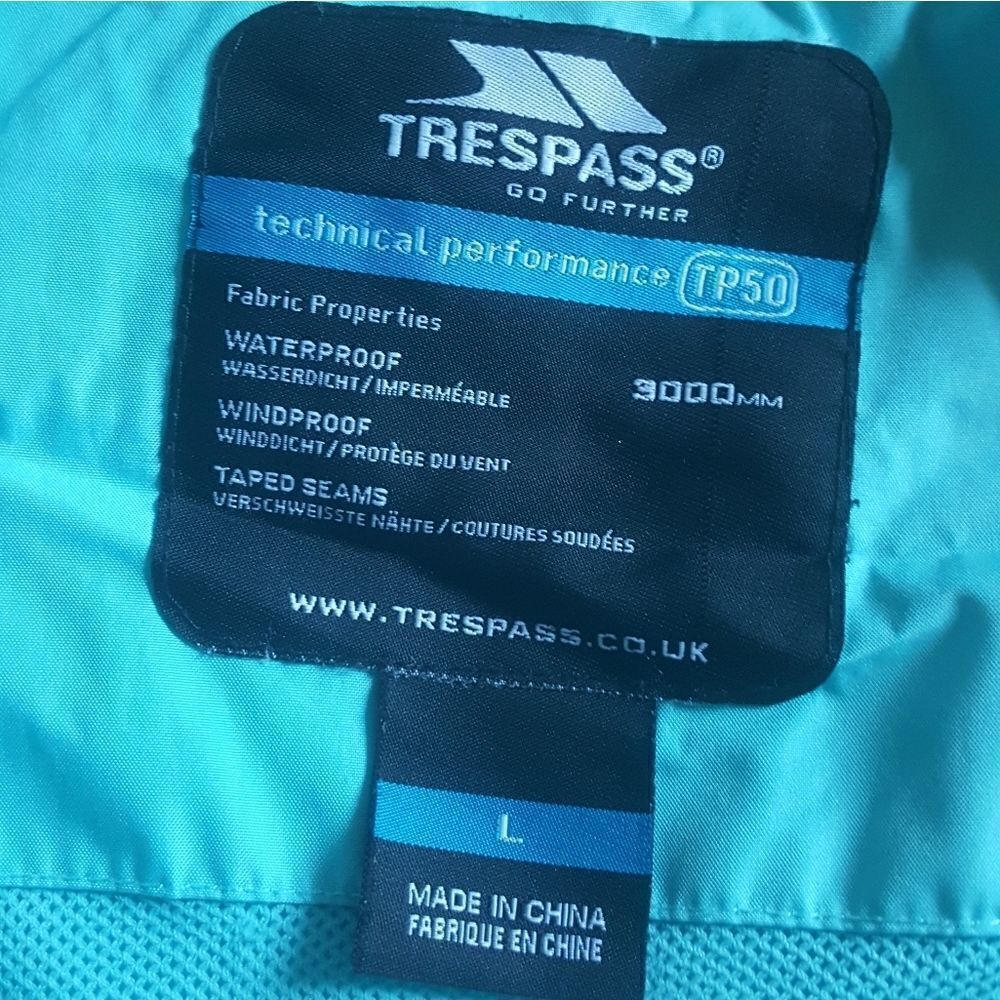 TRESPASS®
GO FURTHER
technical performance TP50
Fabric Properties
WATERPROOF 3000MM
WASSERDICHT/IMPERMÉABLE
WINDPROOF
WINDDICHT/PROTÈGE DU VENT
TAPED SEAMS
VERSCHWEISSTE NÄHTE/COUTURES SOUDÉES
WWW.TRESPASS.CO.UK
L
MADE IN CHINA
FABRIQUE EN CHINE